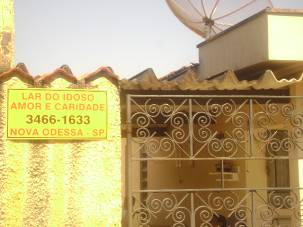 LAR DO IDOSO
AMOR E CARIDADE
3466-1633
NOVA ODESSA - SP